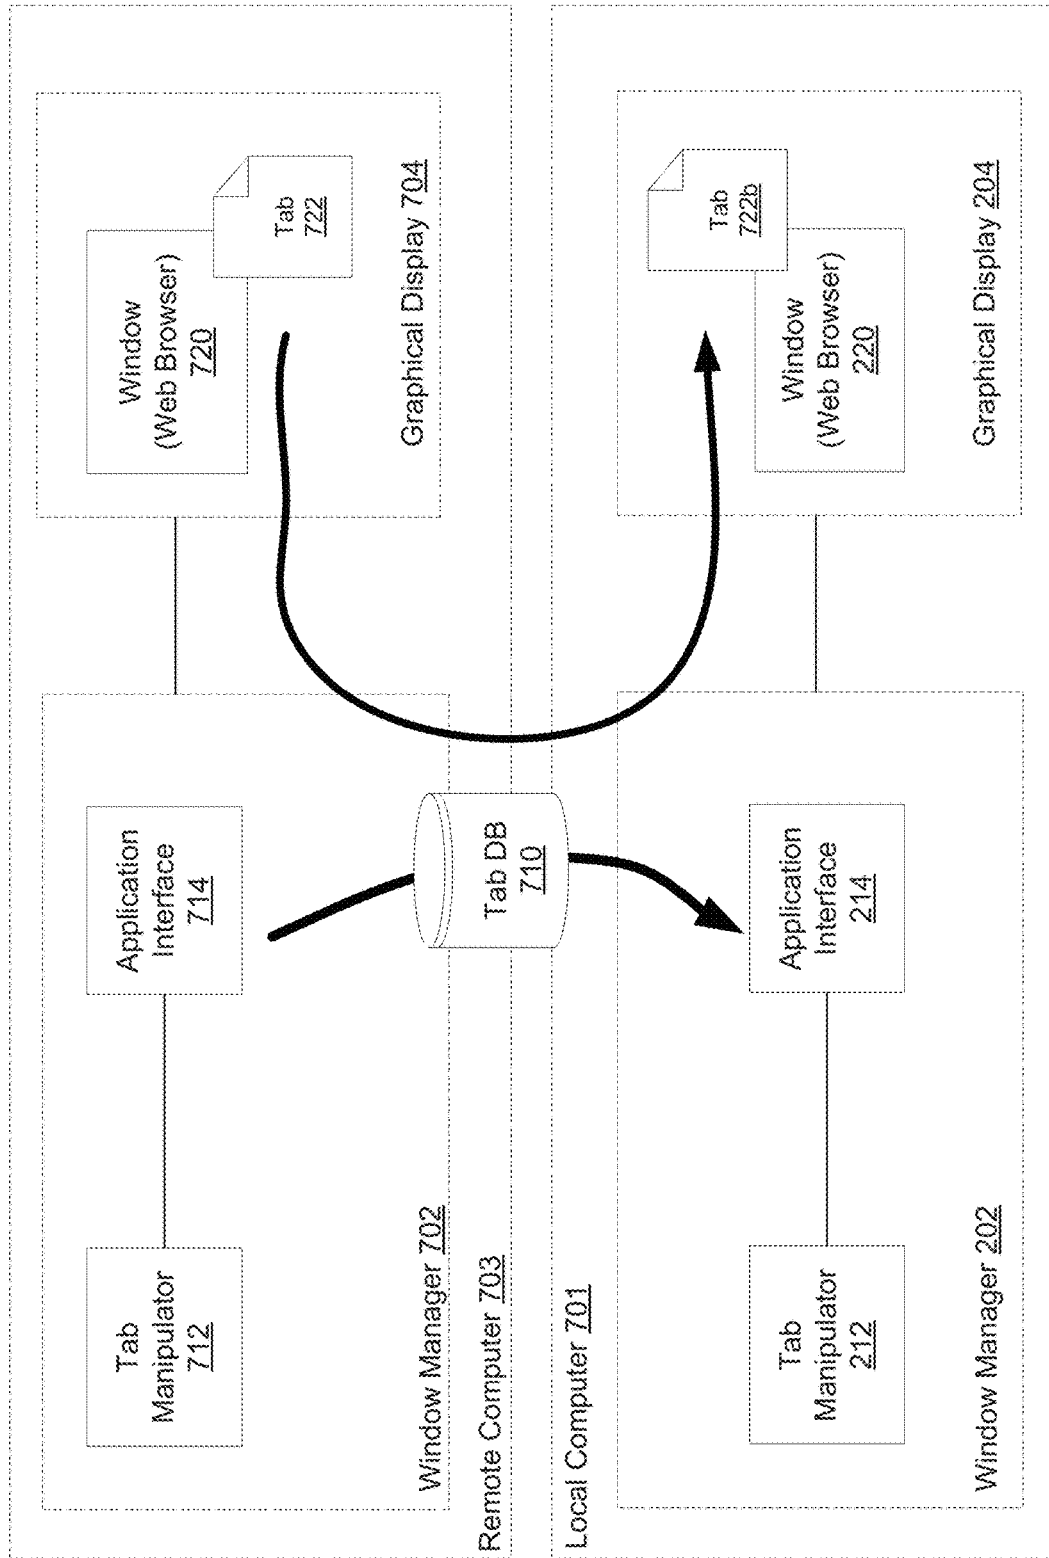 Tab
Manipulator
712
Application
Interface
714
Window
(Web Browser)
720
Tab
722
Window Manager 702
Graphical Display 704
Remote Computer 703
Tab DB
710
Local Computer 701
Tab
722b
Tab
Manipulator
212
Application
Interface
214
Window
(Web Browser)
220
Window Manager 202
Graphical Display 204